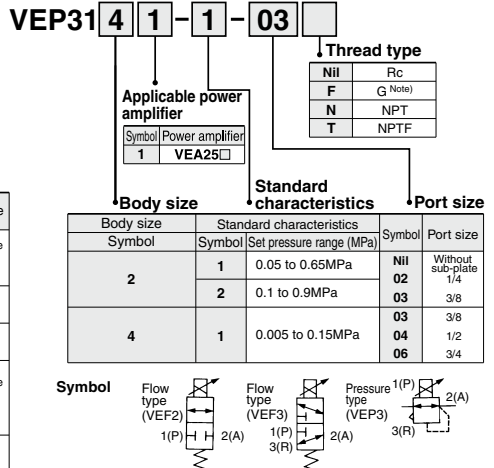 VEP31 4 1 - 1 - 03
Thread type
Nil Rc
F G Note)
N NPT
T NPTF
Applicable power
amplifier
Symbol Power amplifier
1 VEA25□
Body size
Standard
characteristics
Port size
Body size Standard characteristics Symbol Port size
Symbol Symbol Set pressure range (MPa)
2 1 0.05 to 0.65MPa Nil Without
sub-plate
2 0.1 to 0.9MPa 02 1/4
03 3/8
4 1 0.005 to 0.15MPa 03 3/8
04 1/2
06 3/4
Symbol
Flow
type
(VEF2)
1(P) 2(A)
Flow
type
(VEF3)
1(P) 2(A)
3(R)
Pressure 1(P)
type 2(A)
(VEP3)
3(R)